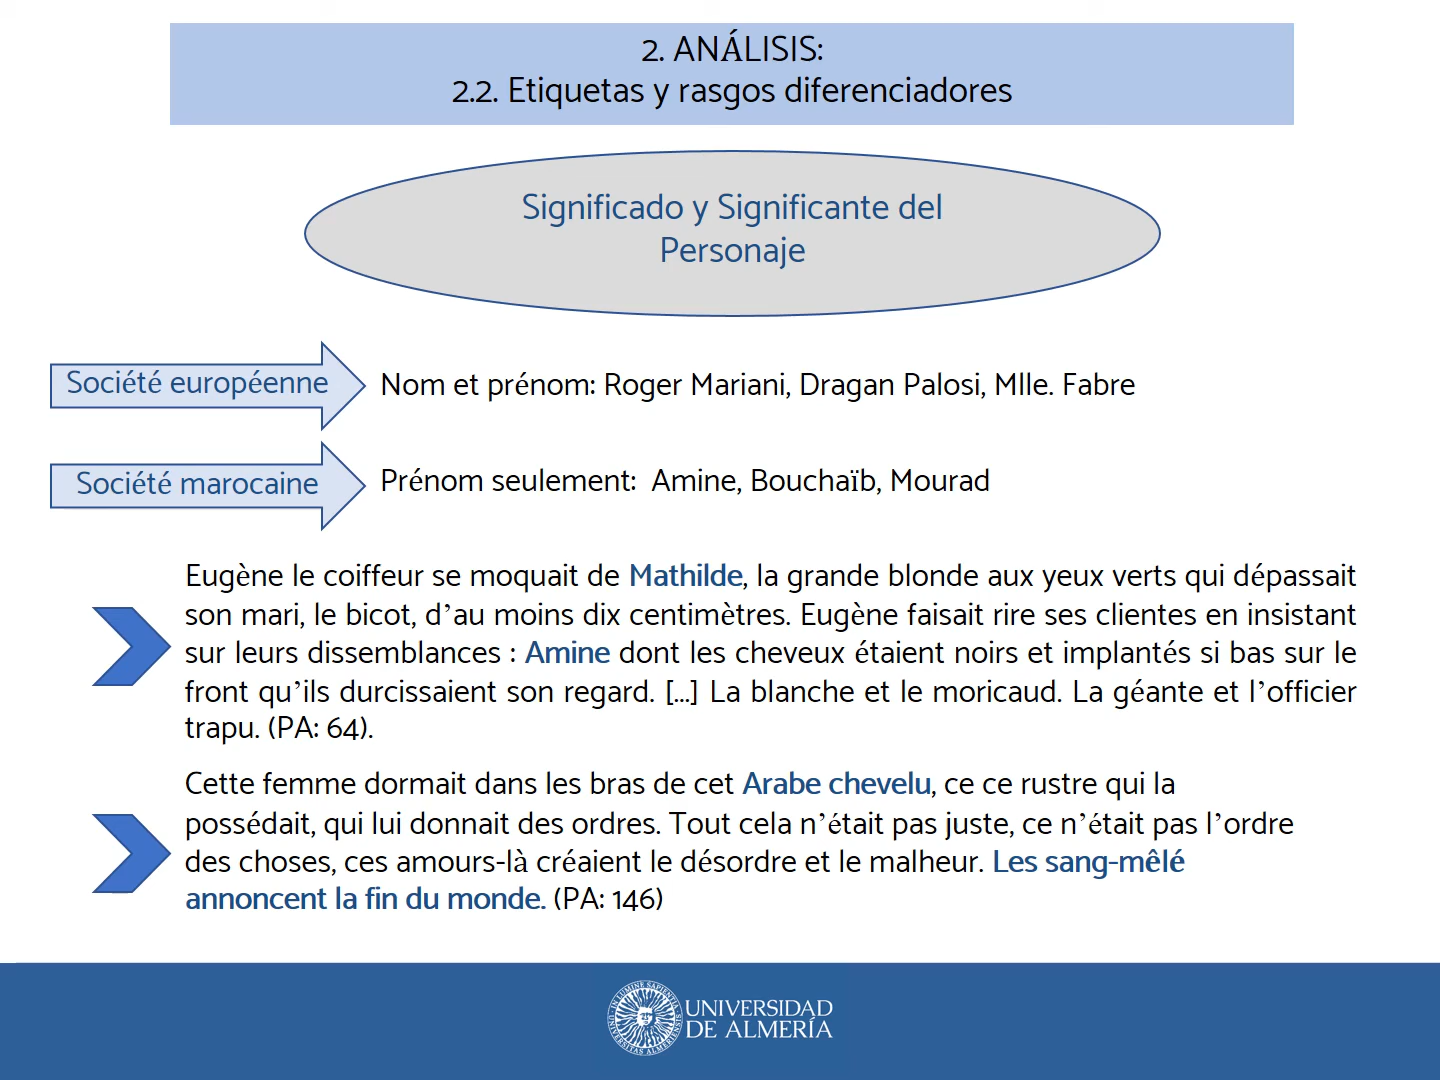 2. ANÁLISIS:
2.2. Etiquetas y rasgos diferenciadores
Significado y Significante del
Personaje
Société européenne
Nom et prénom: Roger Mariani, Dragan Palosi, Mlle. Fabre
Société marocaine
Prénom seulement: Amine, Bouchaïb, Mourad
Eugène le coiffeur se moquait de Mathilde, la grande blonde aux yeux verts qui dépassait
son mari, le bicot, d’au moins dix centimètres. Eugène faisait rire ses clientes en insistant
sur leurs dissemblances : Amine dont les cheveux étaient noirs et implantés si bas sur le
front qu’ils durcissaient son regard. [...] La blanche et le moricaud. La géante et l’officier
trapu. (PA: 64).
Cette femme dormait dans les bras de cet Arabe chevelu, ce ce rustre qui la
possédait, qui lui donnait des ordres. Tout cela n’était pas juste, ce n’était pas l’ordre
des choses, ces amours-là créaient le désordre et le malheur. Les sang-mêlé
annoncent la fin du monde. (PA: 146)
IN LUMINE SAPIENTIA
UNIVERSITAS ALMERIENSIS
UNIVERSIDAD
DE ALMERÍA